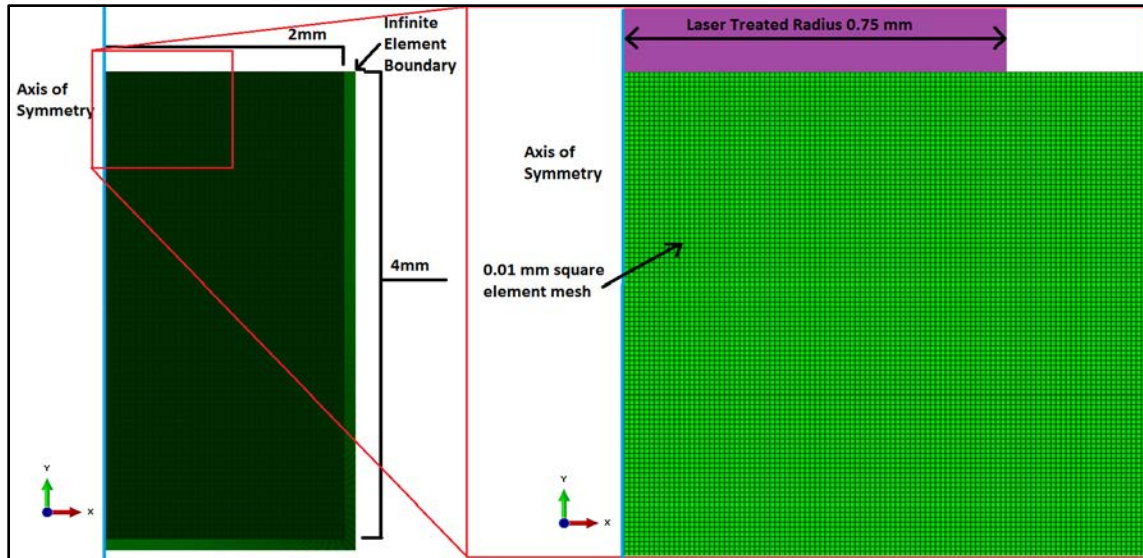 2mm
Infinite
Element
Boundary
Axis of
Symmetry
4mm
Y
X
Laser Treated Radius 0.75 mm
Axis of
Symmetry
0.01 mm square
element mesh
Y
X